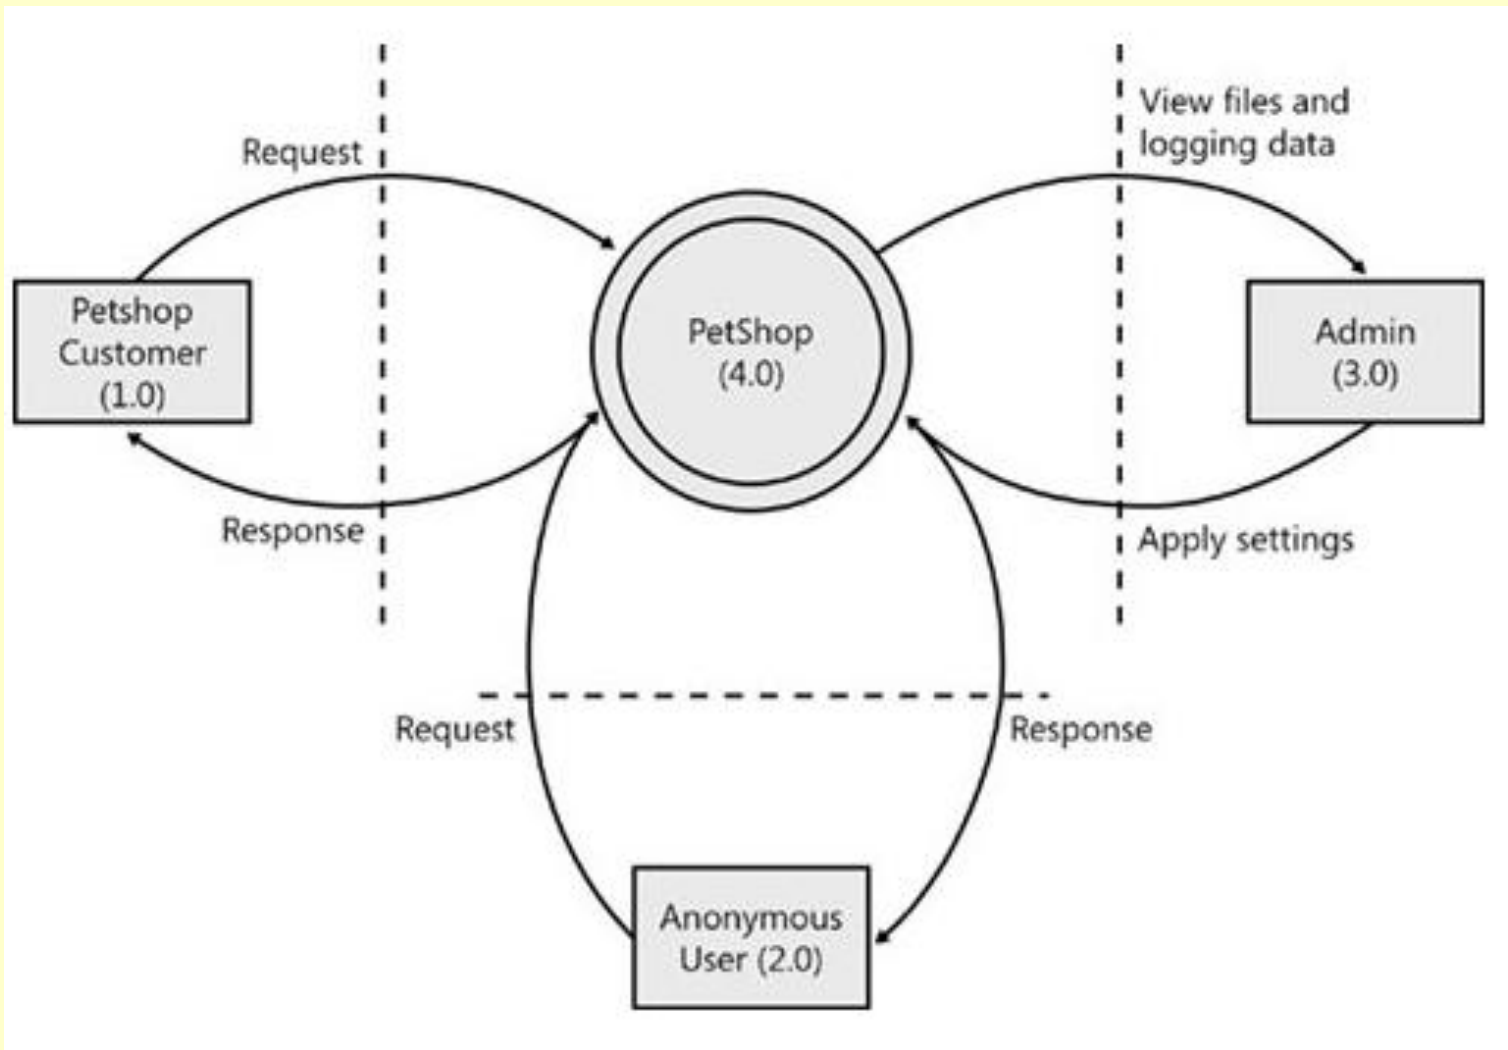 View files and
logging data
Request
Petshop
Customer
(1.0)
PetShop
(4.0)
Admin
(3.0)
Response
Apply settings
Request
Response
Anonymous
User (2.0)